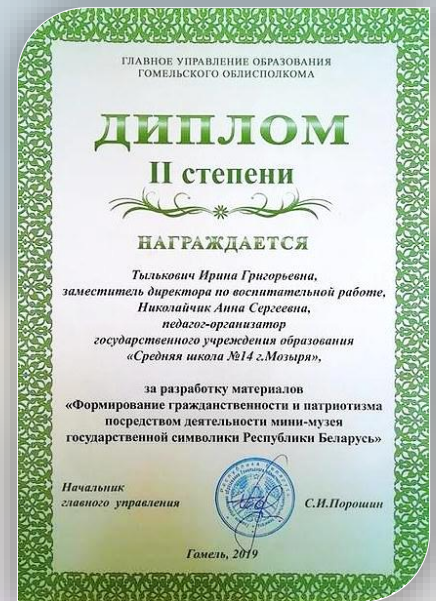 ГЛАВНОЕ УПРАВЛЕНИЕ ОБРАЗОВАНИЯ
ГОМЕЛЬСКОГО ОБЛИСПОЛКОМА
ДИПЛОМ
II степени
НАГРАЖДАЕТСЯ
Тылькович Ирина Григорьевна,
заместитель директора по воспитательной работе,
Николайчик Анна Сергеевна,
педагог-организатор
государственного учреждения образования
«Средняя школа №14 г.Мозыря»,
за разработку материалов
«Формирование гражданственности и патриотизма
посредством деятельности мини-музея
государственной символики Республики Беларусь»
Начальник
главного управления
С.И.Порошин
Гомель, 2019